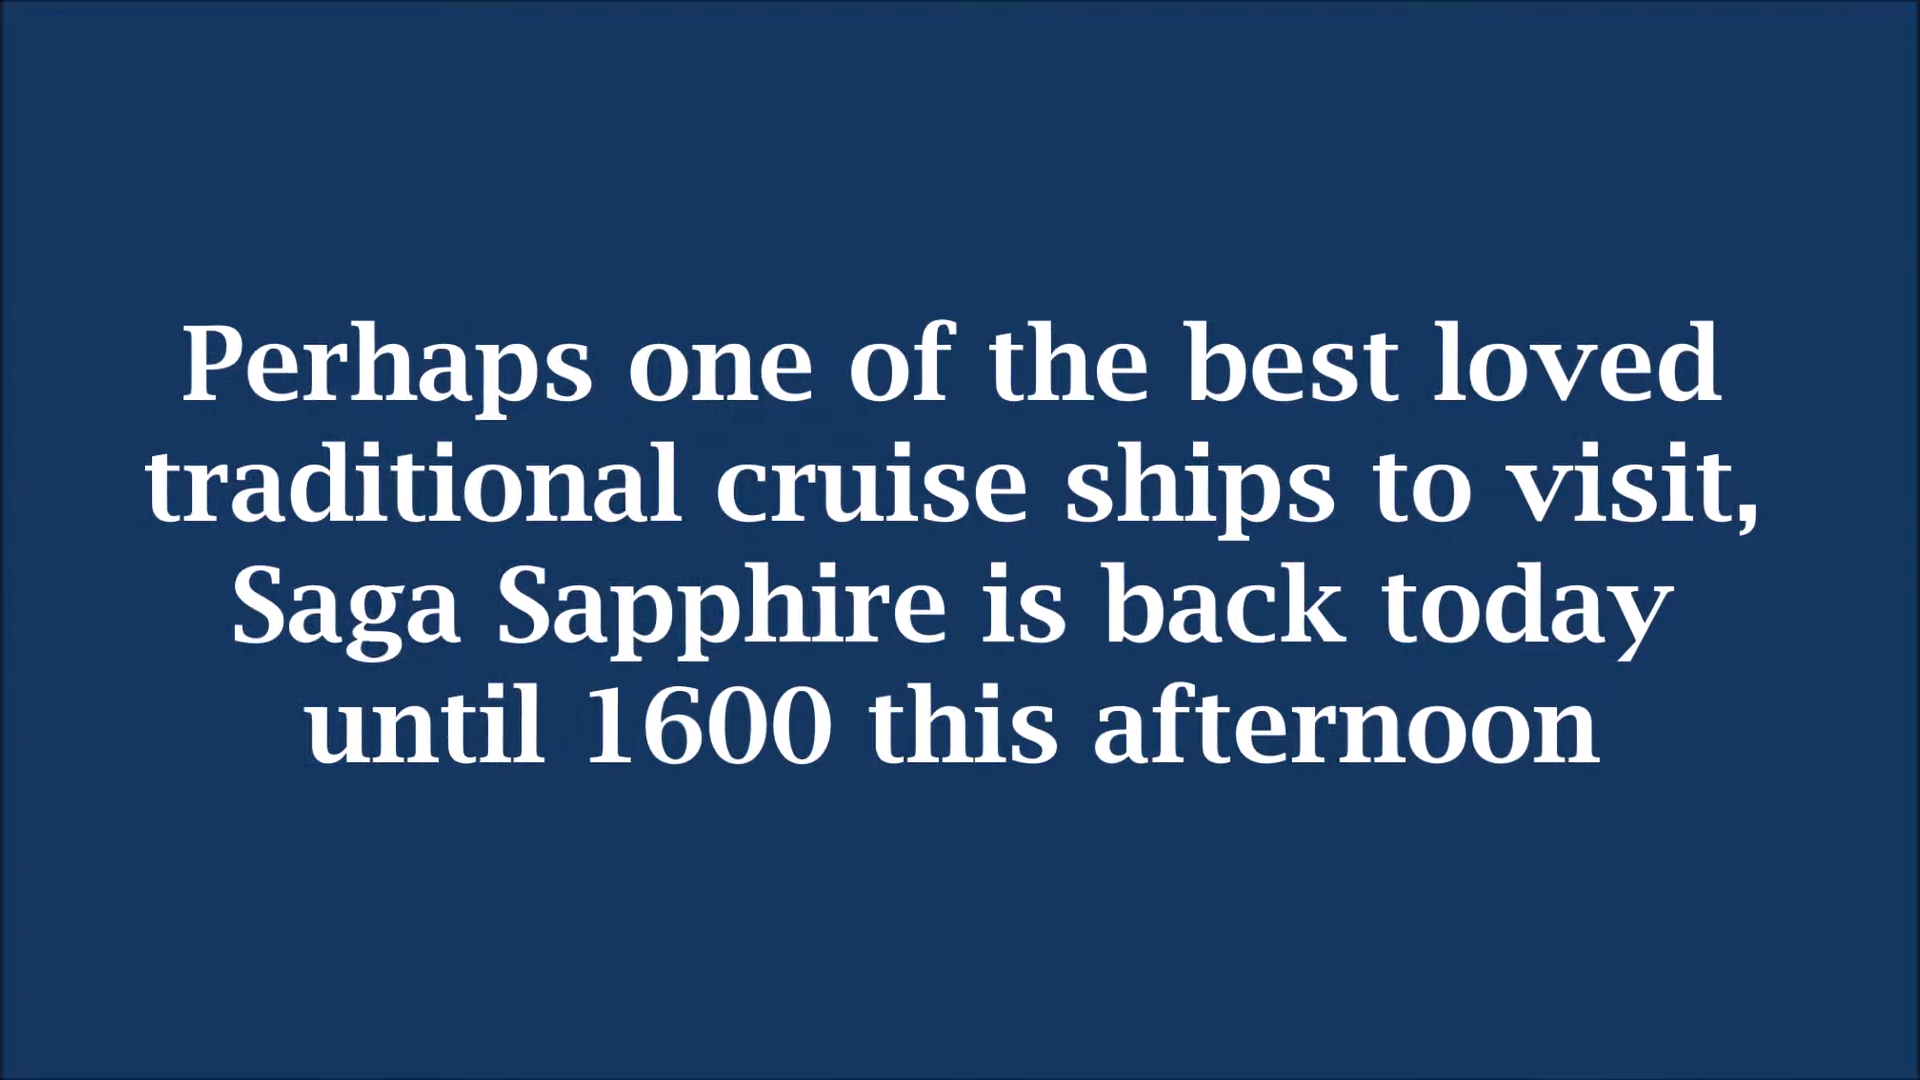 Perhaps one of the best loved
traditional cruise ships to visit,
Saga Sapphire is back today
until 1600 this afternoon